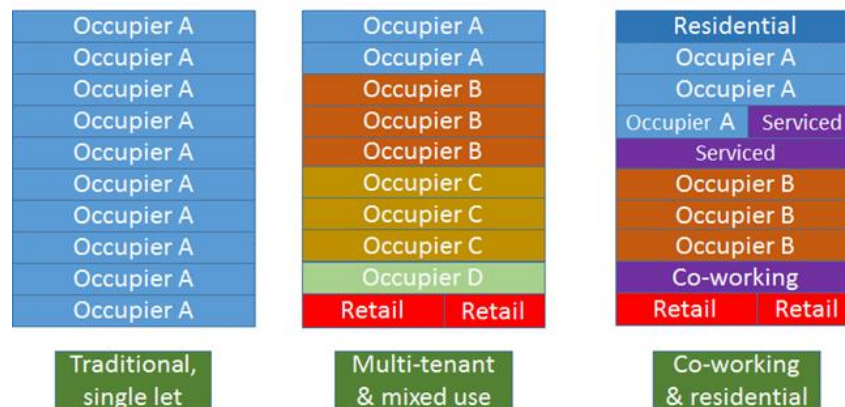 Occupier A
Occupier A
Occupier A
Occupier A
Occupier A
Occupier A
Occupier A
Occupier A
Occupier A
Occupier A
Traditional,
single let
Occupier A
Occupier A
Occupier B
Occupier B
Occupier B
Occupier C
Occupier C
Occupier C
Occupier D
Retail Retail
Multi-tenant
& mixed use
Residential
Occupier A
Occupier A
Occupier A Serviced
Serviced
Occupier B
Occupier B
Occupier B
Co-working
Retail Retail
Co-working
& residential